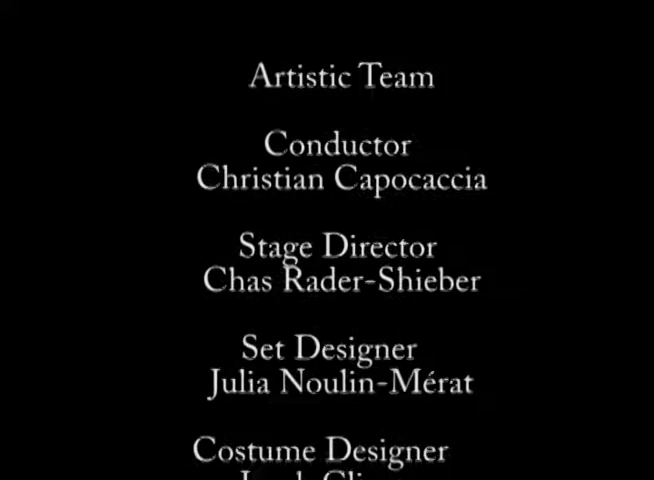 Artistic Team
Conductor
Christian Capocaccia
Stage Director
Chas Rader-Shieber
Set Designer
Julia Noulin-Mérat
Costume Designer